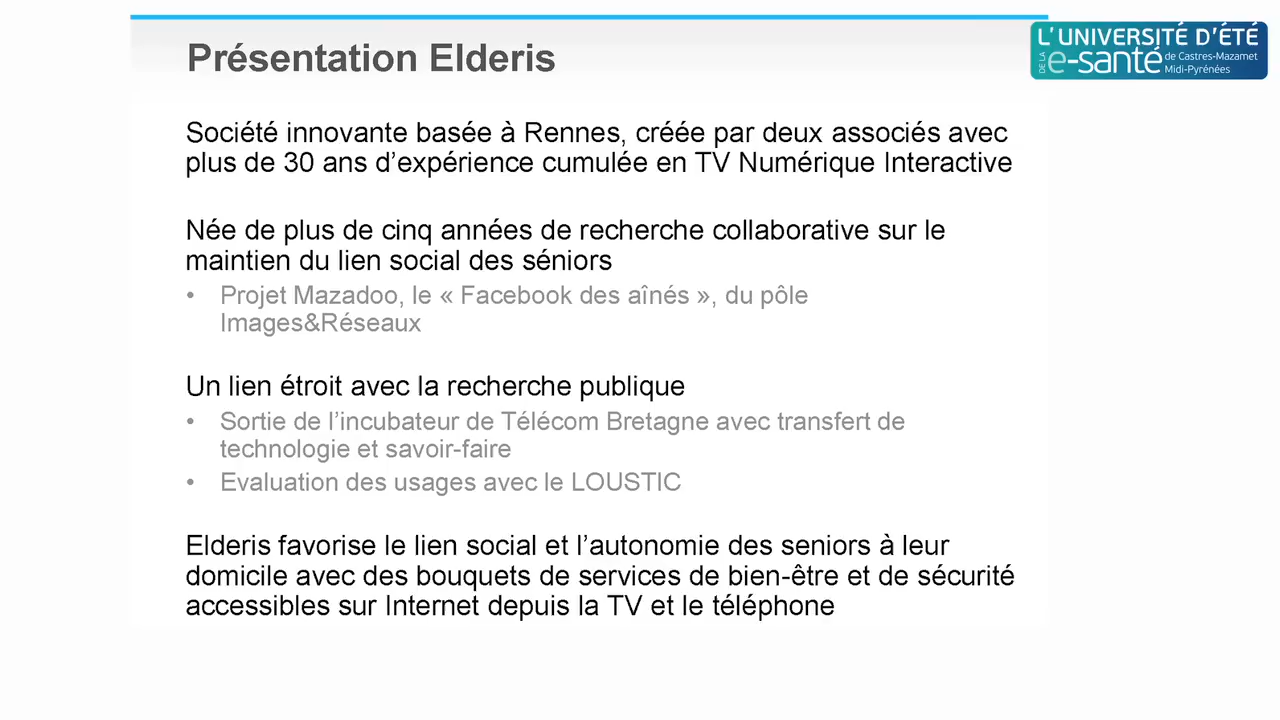 Présentation Elderis
L'UNIVERSITÉ D'ÉTÉ
DE LA
e-santé
de Castres-Mazamet
Midi-Pyrénées
Société innovante basée à Rennes, créée par deux associés avec
plus de 30 ans d'expérience cumulée en TV Numérique Interactive
Née de plus de cinq années de recherche collaborative sur le
maintien du lien social des séniors
• Projet Mazadoo, le « Facebook des aînés », du pôle
Images&Réseaux
Un lien étroit avec la recherche publique
• Sortie de l'incubateur de Télécom Bretagne avec transfert de
technologie et savoir-faire
• Evaluation des usages avec le LOUSTIC
Elderis favorise le lien social et l'autonomie des seniors à leur
domicile avec des bouquets de services de bien-être et de sécurité
accessibles sur Internet depuis la TV et le téléphone